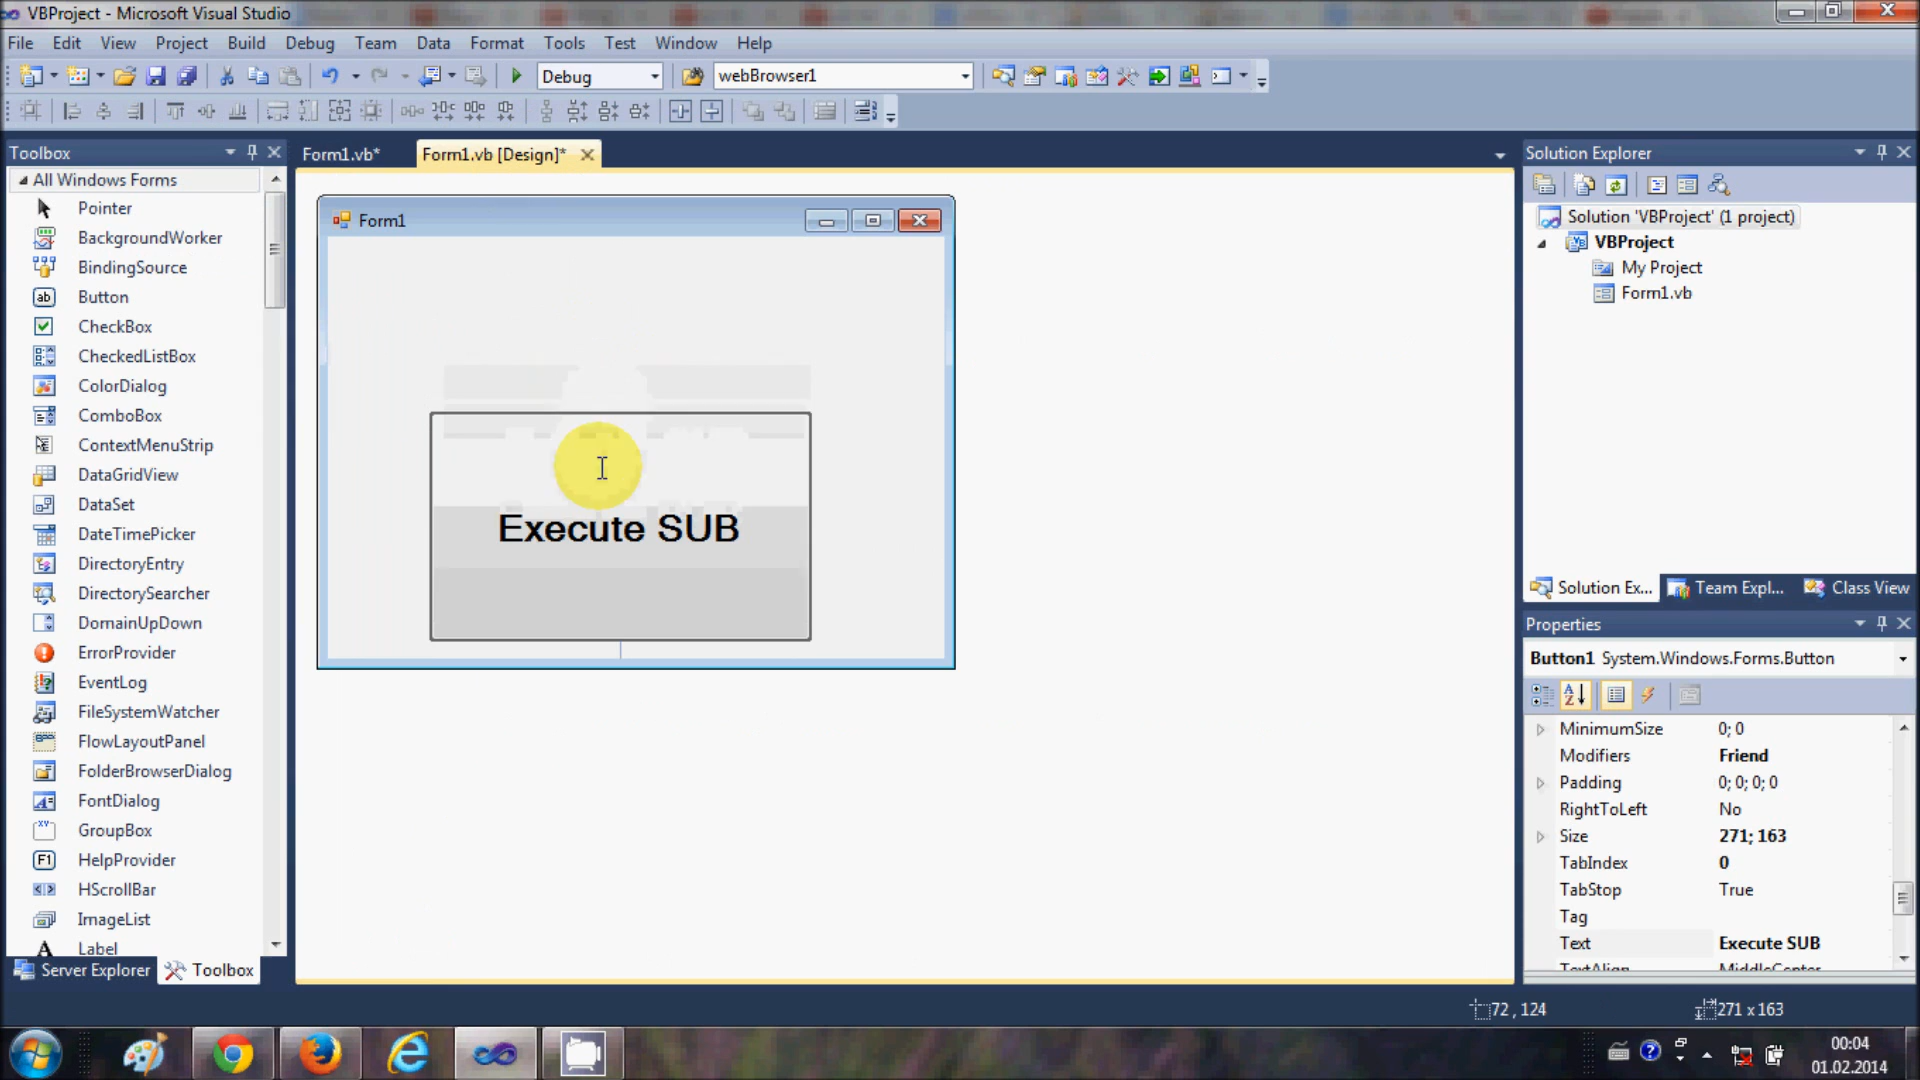 VBProject - Microsoft Visual Studio
File Edit View Project Build Debug Team Data Format Tools Test Window Help
Debug webBrowser1
Toolbox
All Windows Forms
Pointer
BackgroundWorker
BindingSource
ab Button
CheckBox
CheckedListBox
ColorDialog
ComboBox
ContextMenuStrip
DataGridView
DataSet
DateTimePicker
DirectoryEntry
DirectorySearcher
DomainUpDown
ErrorProvider
EventLog
FileSystemWatcher
FlowLayoutPanel
FolderBrowserDialog
FontDialog
GroupBox
F1 HelpProvider
HScrollBar
ImageList
A Label
Server Explorer Toolbox
Form1.vb* Form1.vb [Design]*
Form1
Execute SUB
Solution Explorer
Solution 'VBProject' (1 project)
VBProject
My Project
Form1.vb
Solution Ex... Team Expl... Class View
Properties
Button1 System.Windows.Forms.Button
MinimumSize 0; 0
Modifiers Friend
Padding 0; 0; 0; 0
RightToLeft No
Size 271; 163
TabIndex 0
TabStop True
Tag
Text Execute SUB
TextAlign MiddleCenter
72 , 124 271 x 163
00:04
01.02.2014